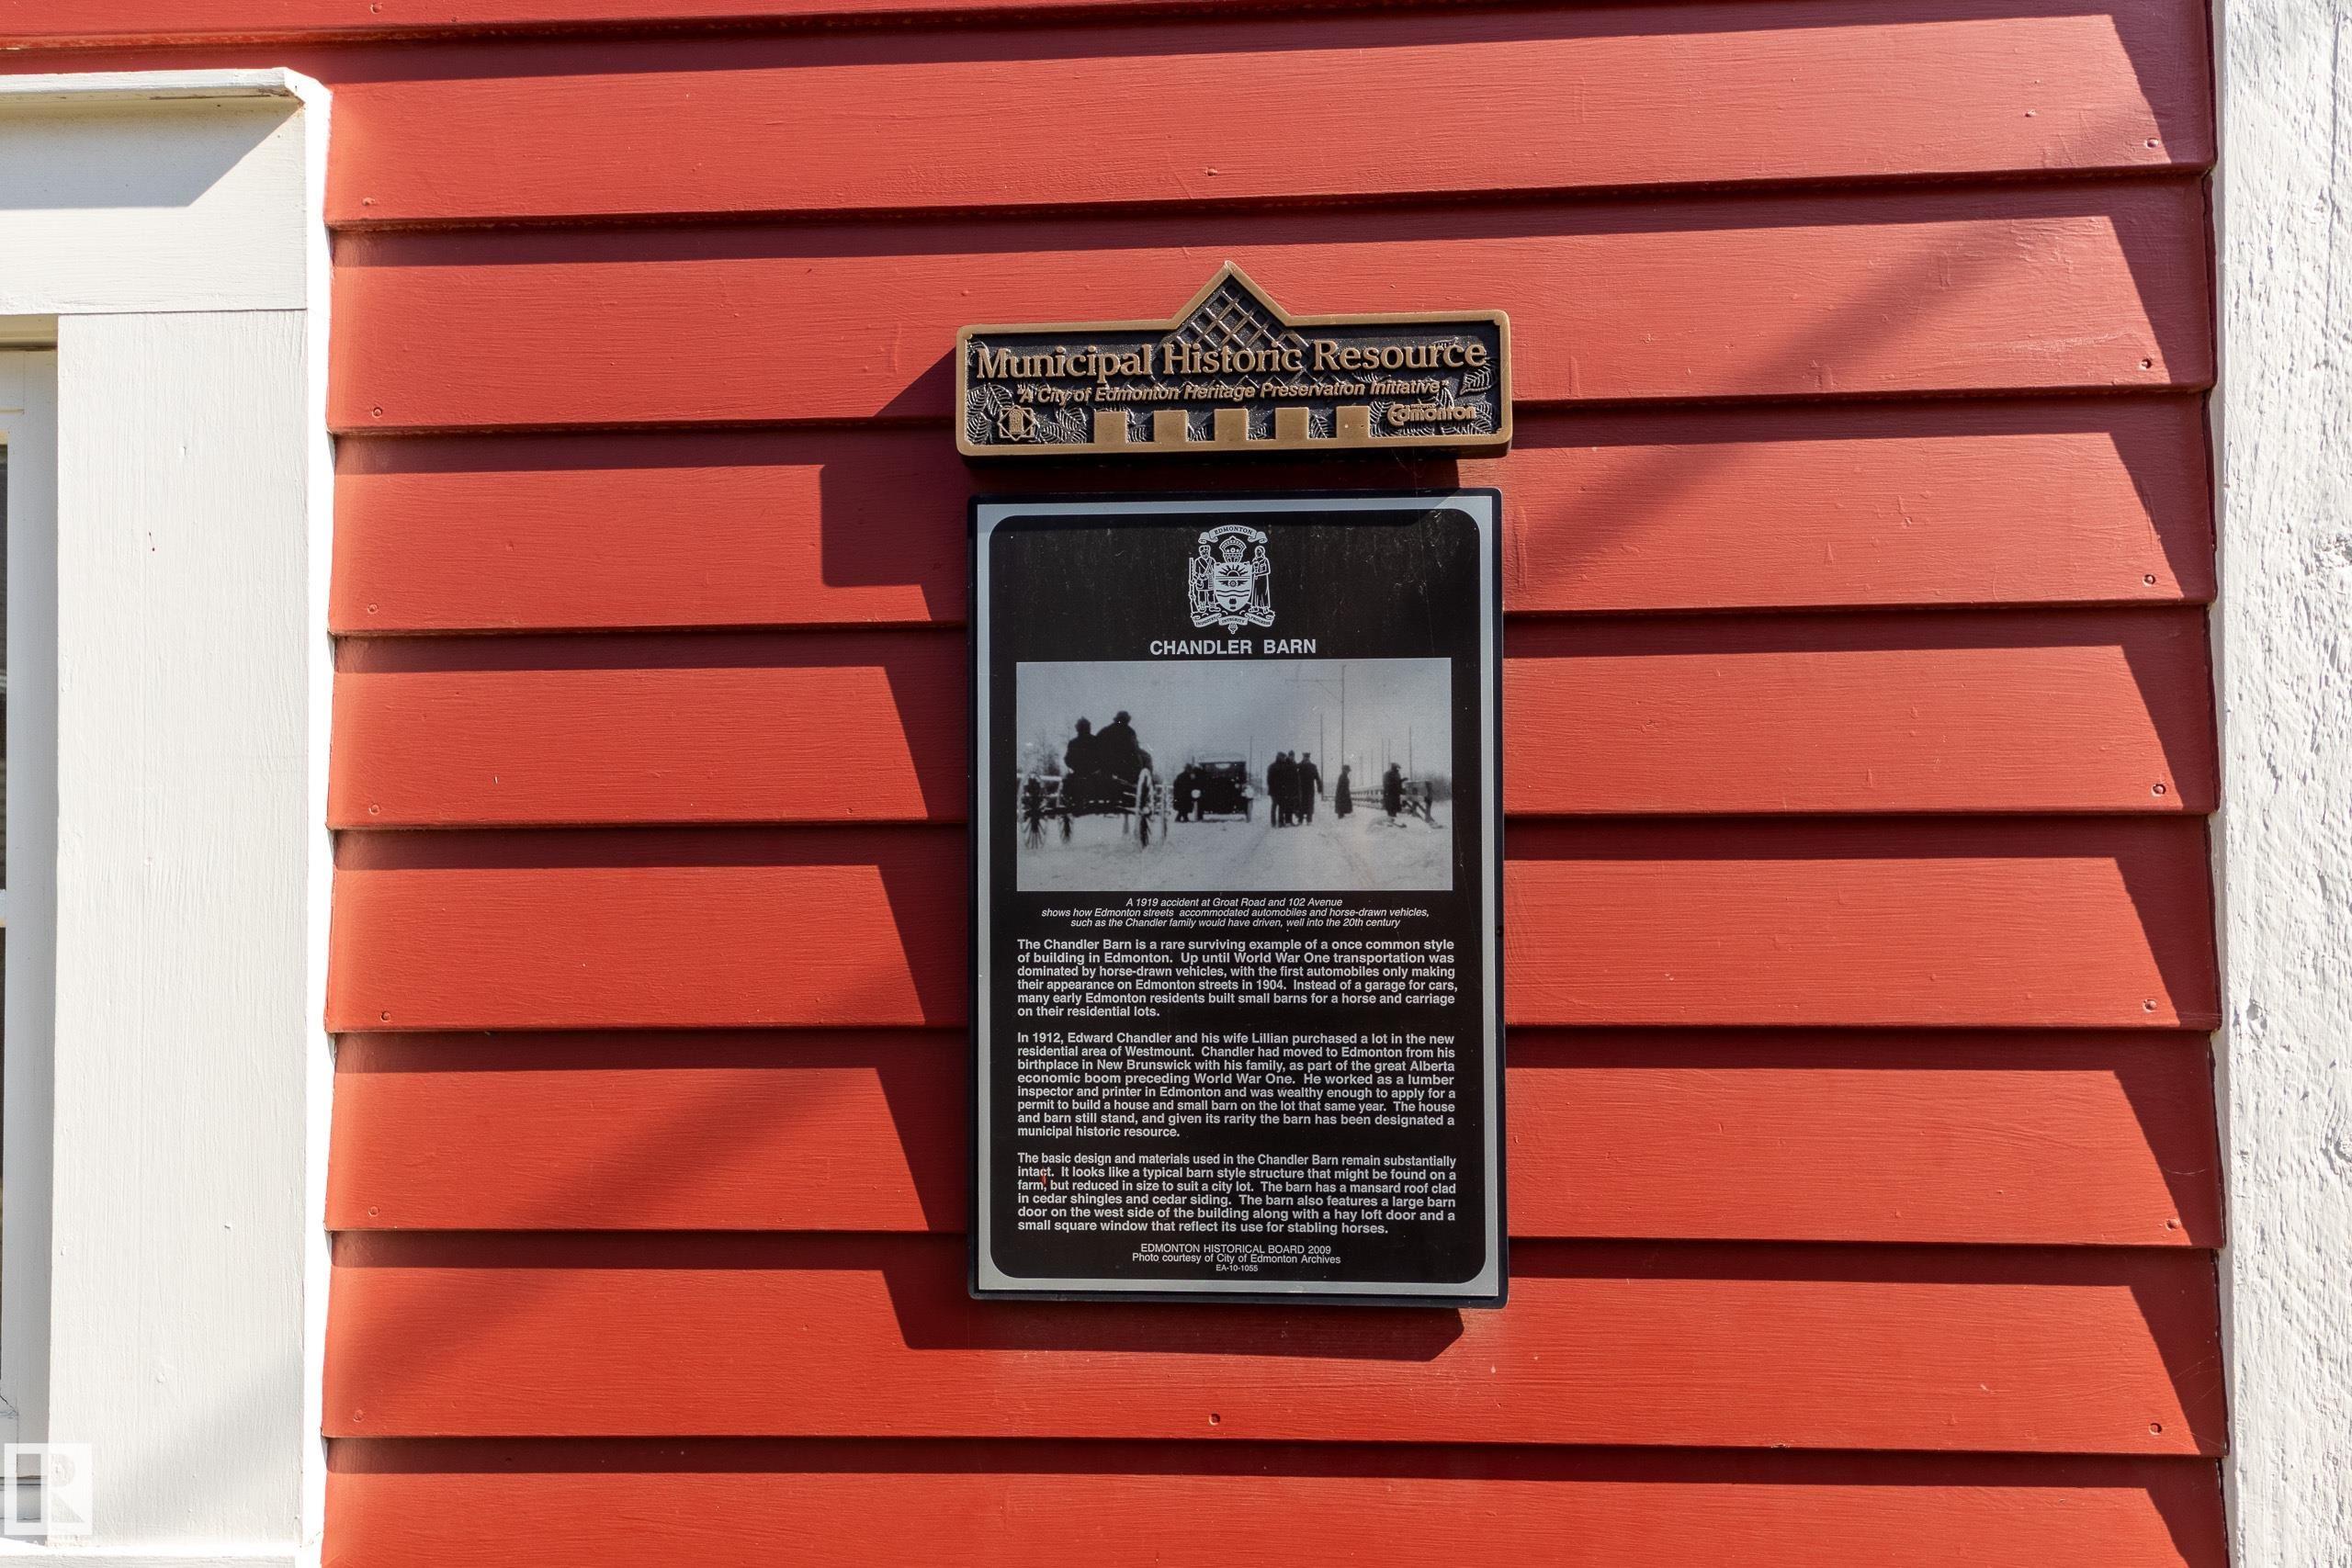 Municipal Historic Resource
"A City of Edmonton Heritage Preservation Initiative"
Edmonton
EDMONTON
INTEGRITY
CHANDLER BARN
A 1919 accident at Groat Road and 102 Avenue
shows how Edmonton streets accommodated automobiles and horse-drawn vehicles,
such as the Chandler family would have driven, well into the 20th century
The Chandler Barn is a rare surviving example of a once common style
of building in Edmonton. Up until World War One transportation was
dominated by horse-drawn vehicles, with the first automobiles only making
their appearance on Edmonton streets in 1904. Instead of a garage for cars,
many early Edmonton residents built small barns for a horse and carriage
on their residential lots.
In 1912, Edward Chandler and his wife Lillian purchased a lot in the new
residential area of Westmount. Chandler had moved to Edmonton from his
birthplace in New Brunswick with his family, as part of the great Alberta
economic boom preceding World War One. He worked as a lumber
inspector and printer in Edmonton and was wealthy enough to apply for a
permit to build a house and small barn on the lot that same year. The house
and barn still stand, and given its rarity the barn has been designated a
municipal historic resource.
The basic design and materials used in the Chandler Barn remain substantially
intact. It looks like a typical barn style structure that might be found on a
farm, but reduced in size to suit a city lot. The barn has a mansard roof clad
in cedar shingles and cedar siding. The barn also features a large barn
door on the west side of the building along with a hay loft door and a
small square window that reflect its use for stabling horses.
EDMONTON HISTORICAL BOARD 2009
Photo courtesy of City of Edmonton Archives
EA-10-1055
R